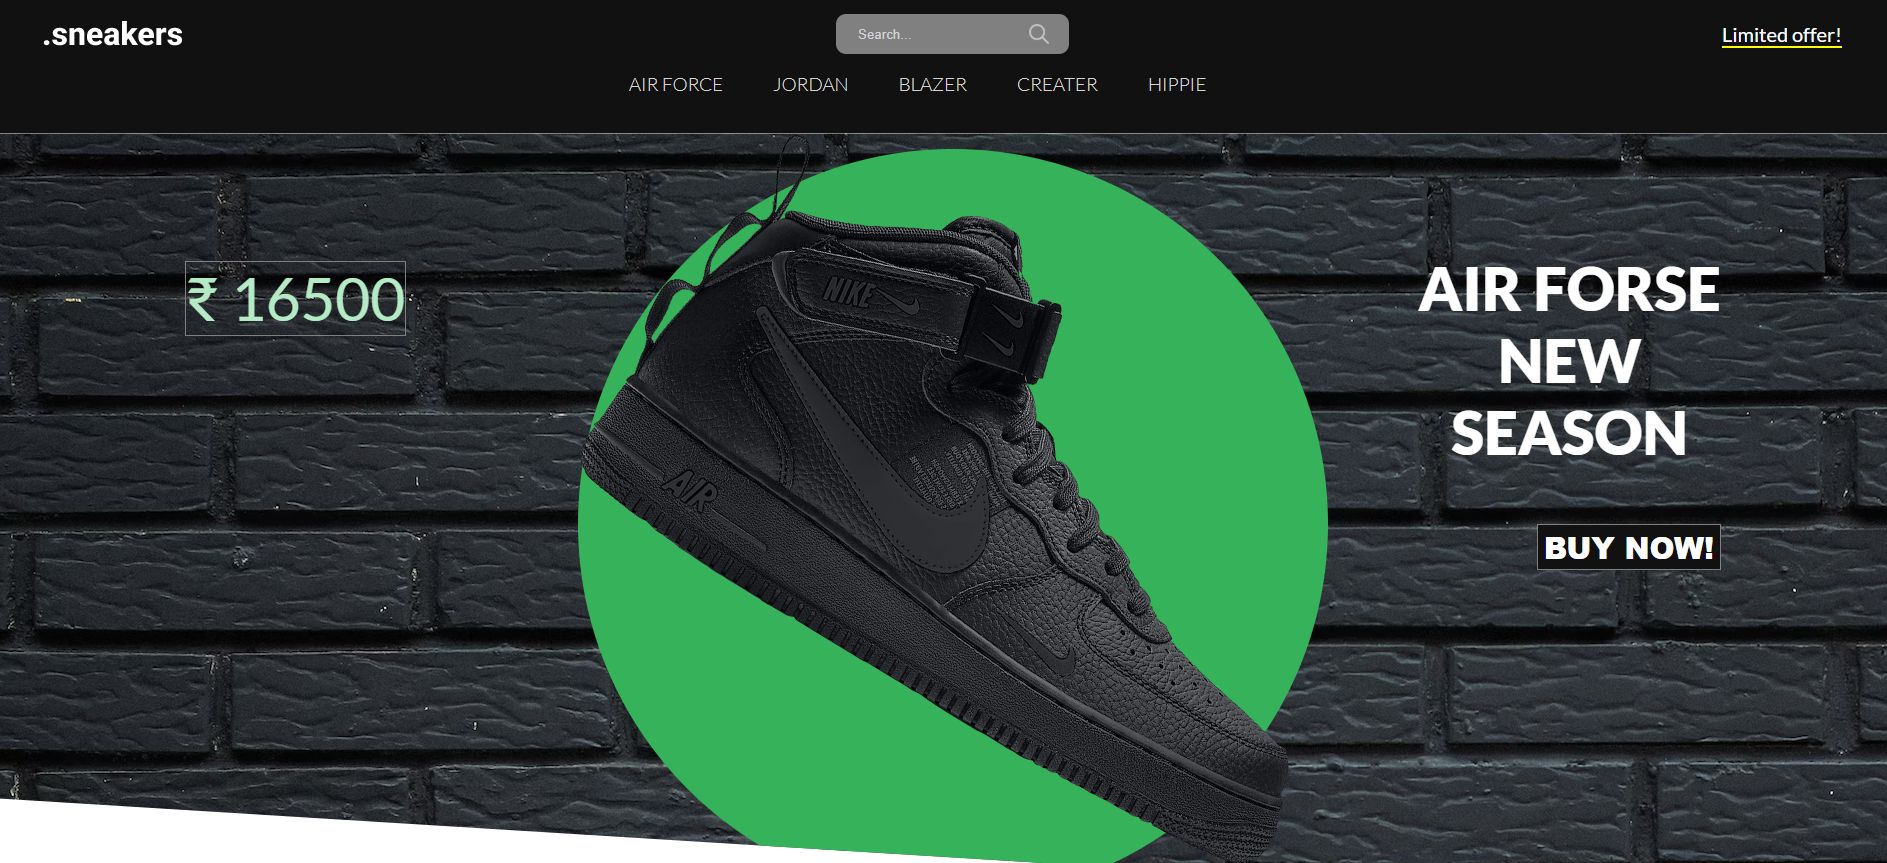 .sneakers
Search...
Limited offer!
AIR FORCE
JORDAN
BLAZER
CREATER
HIPPIE
₹ 16500
NIKE
AIR
AIR FORSE
NEW
SEASON
BUY NOW!